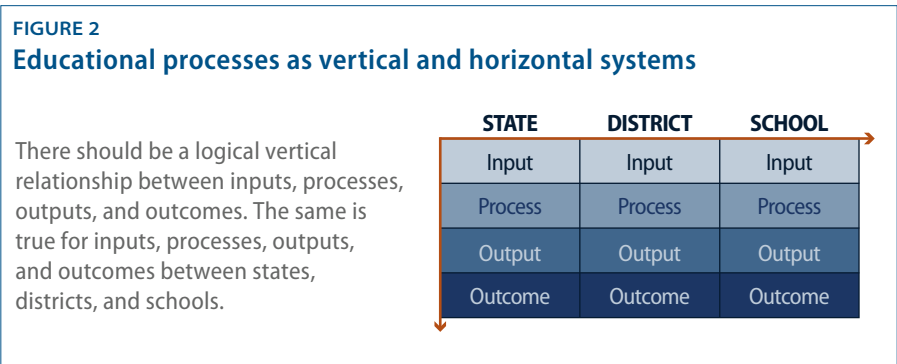 FIGURE 2
Educational processes as vertical and horizontal systems
There should be a logical vertical
relationship between inputs, processes,
outputs, and outcomes. The same is
true for inputs, processes, outputs,
and outcomes between states,
districts, and schools.
STATE DISTRICT SCHOOL
Input Input Input
Process Process Process
Output Output Output
Outcome Outcome Outcome